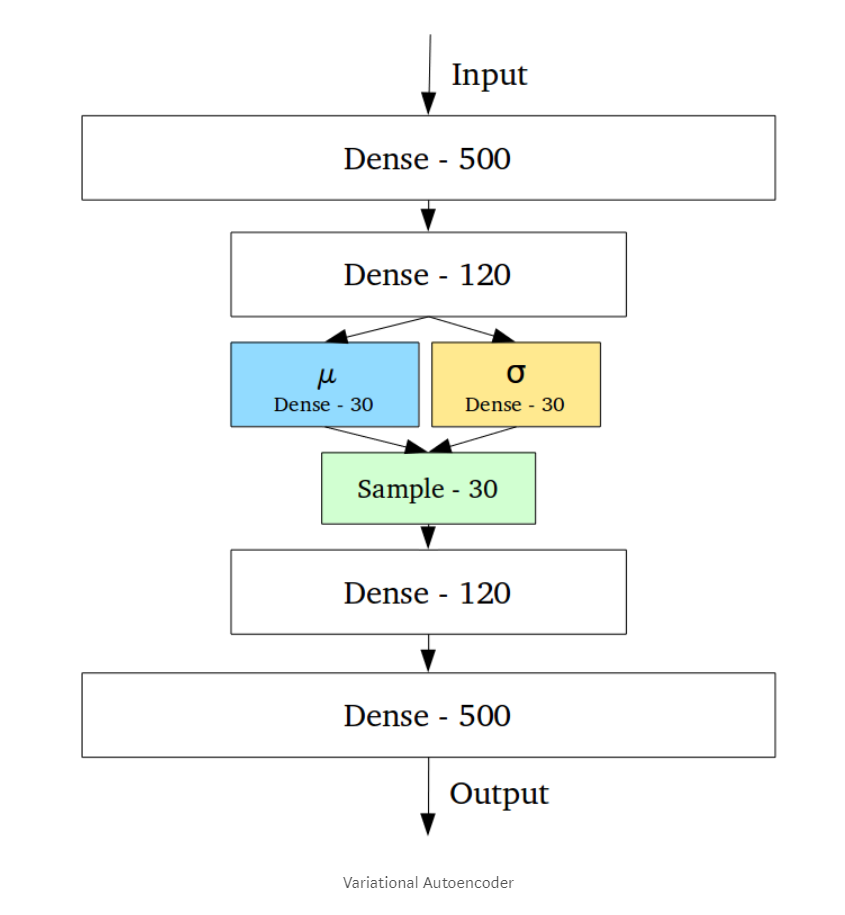 Input
Dense - 500
Dense - 120
μ
Dense - 30
σ
Dense - 30
Sample - 30
Dense - 120
Dense - 500
Output
Variational Autoencoder